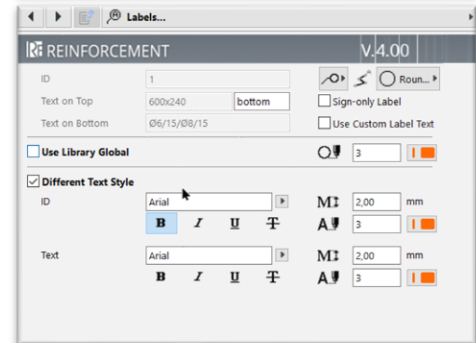 Labels...
REINFORCEMENT V.4.00
ID 1 Roun...
Text on Top 600x240 bottom Sign-only Label
Text on Bottom Ø6/15/Ø8/15 Use Custom Label Text
Use Library Global 3
Different Text Style
ID Arial M 2,00 mm
B I U T A 3
Text Arial M 2,00 mm
B I U T A 3